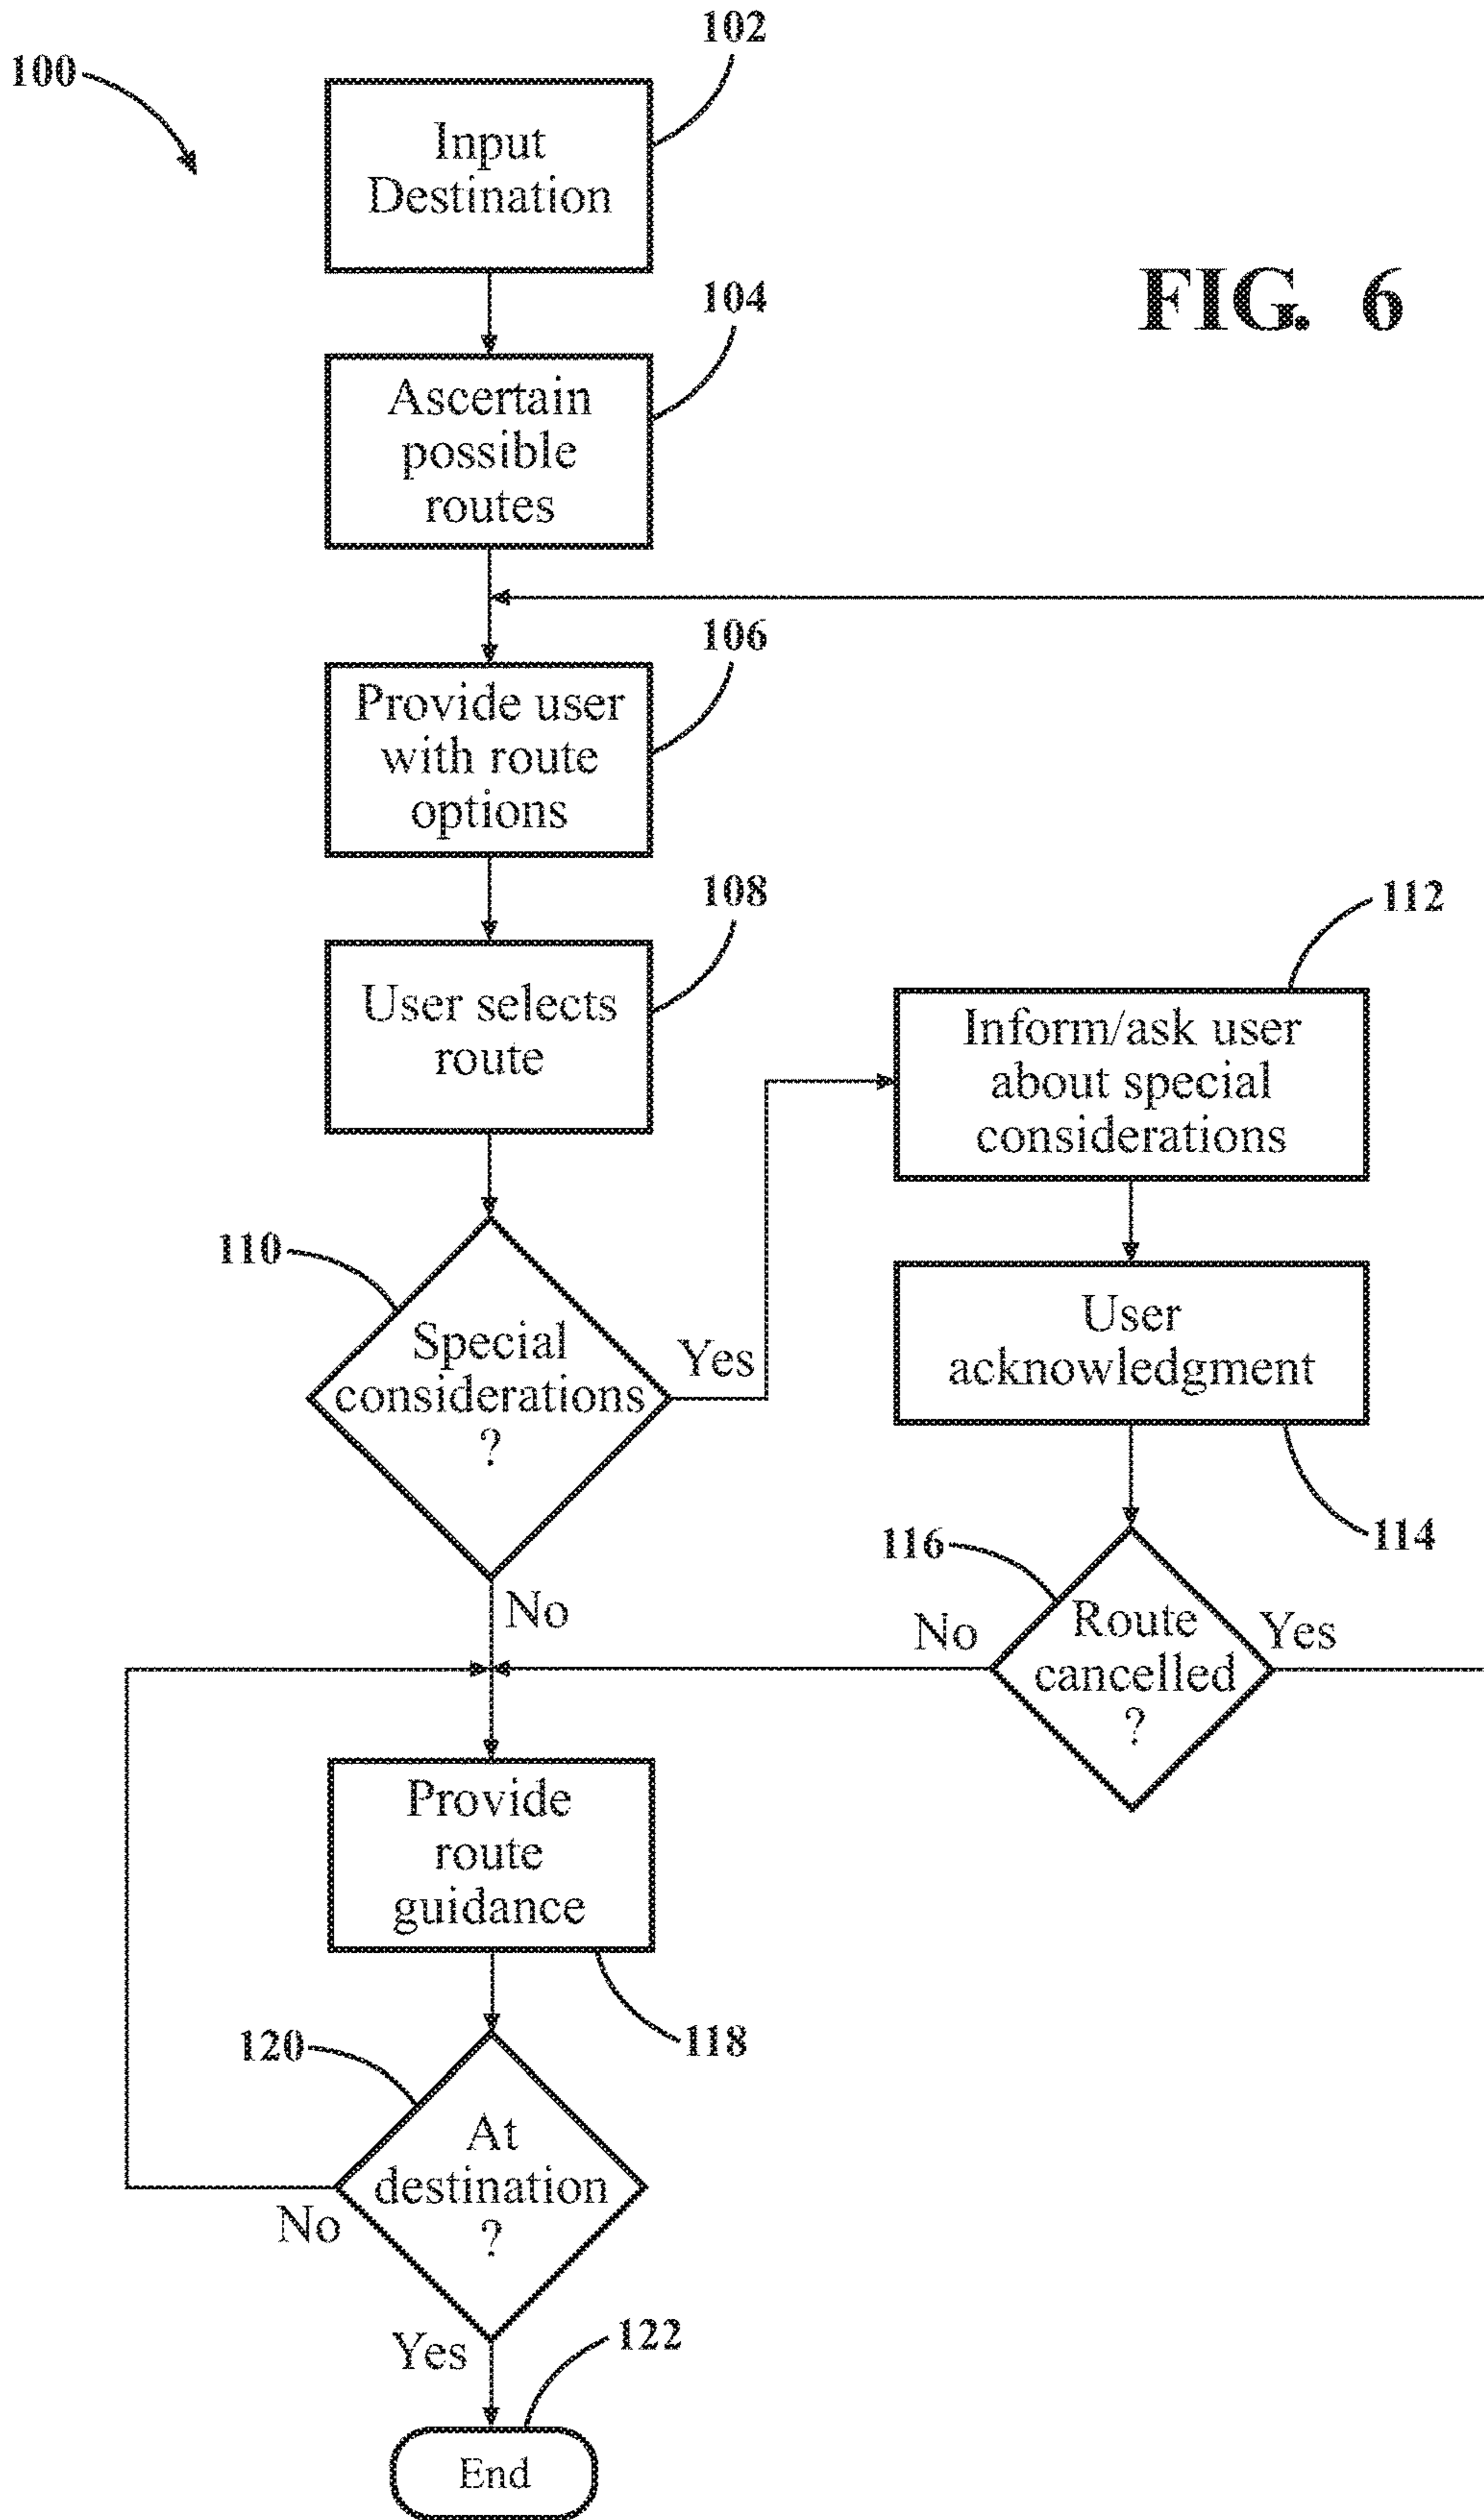 100
102
Input
Destination
FIG. 6
104
Ascertain
possible
routes
106
Provide user
with route
options
108
User selects
route
112
Inform/ask user
about special
considerations
110
Special
considerations
?
Yes
No
User
acknowledgment
114
116
Route
cancelled
?
No
Yes
Provide
route
guidance
118
120
At
destination
?
No
Yes
122
End